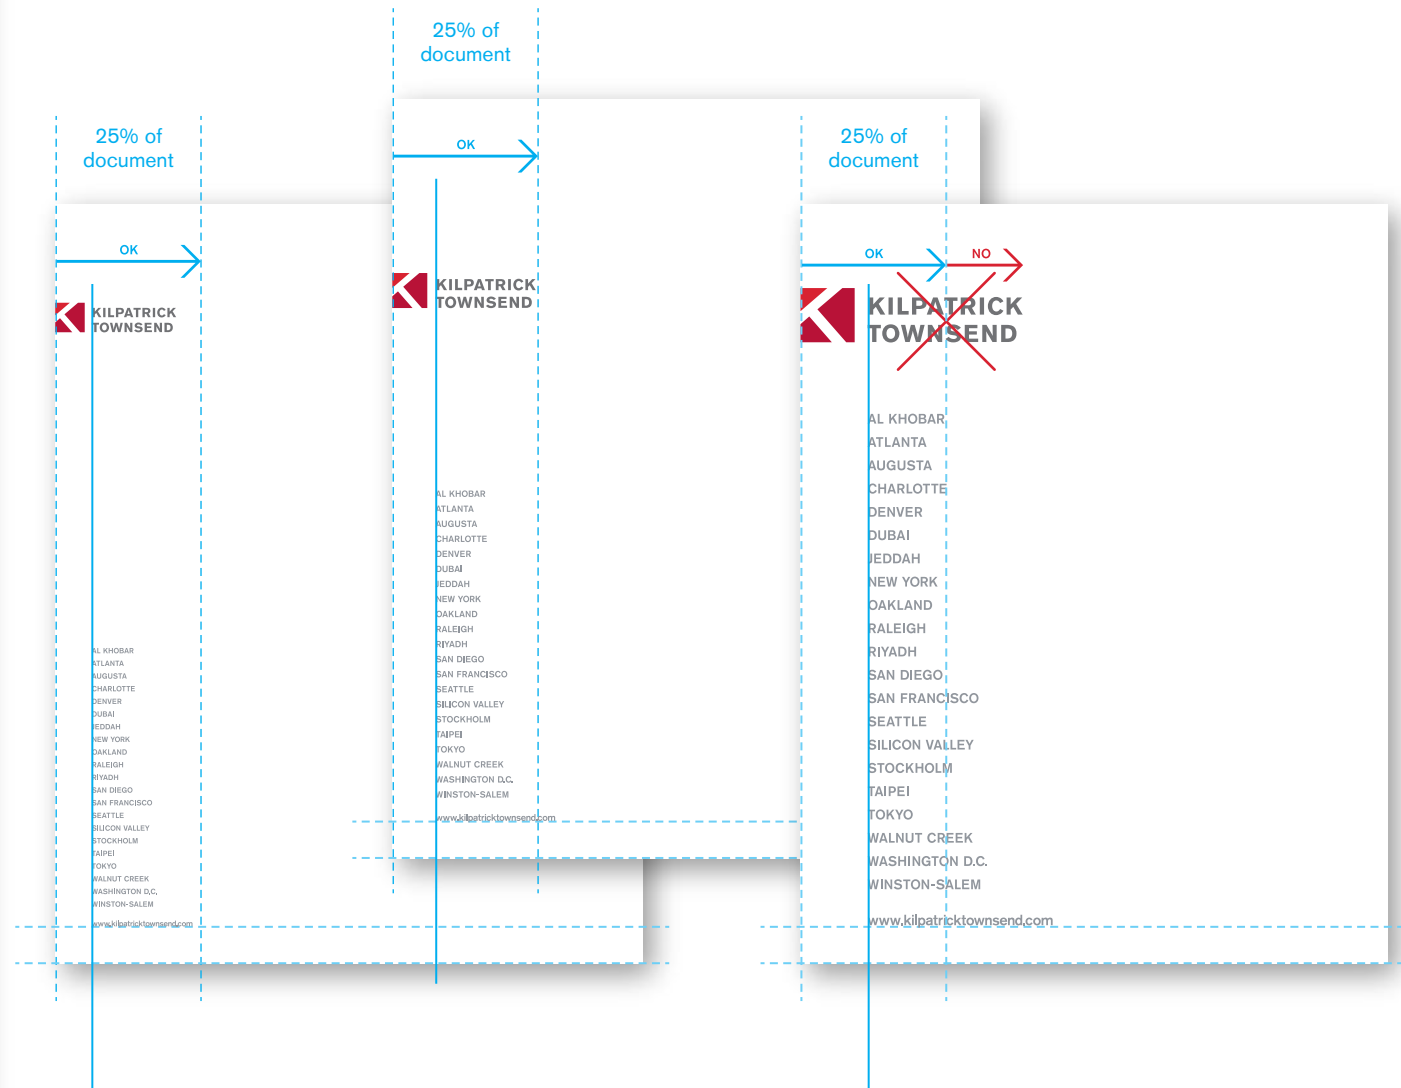 25% of
document
OK
KILPATRICK
TOWNSEND
AL KHOBAR
ATLANTA
AUGUSTA
CHARLOTTE
DENVER
DUBAI
JEDDAH
NEW YORK
OAKLAND
RALEIGH
RIYADH
SAN DIEGO
SAN FRANCISCO
SEATTLE
SILICON VALLEY
STOCKHOLM
TAIPEI
TOKYO
WALNUT CREEK
WASHINGTON D.C.
WINSTON-SALEM
www.kilpatricktownsend.com
25% of
document
OK
KILPATRICK
TOWNSEND
AL KHOBAR
ATLANTA
AUGUSTA
CHARLOTTE
DENVER
DUBAI
JEDDAH
NEW YORK
OAKLAND
RALEIGH
RIYADH
SAN DIEGO
SAN FRANCISCO
SEATTLE
SILICON VALLEY
STOCKHOLM
TAIPEI
TOKYO
WALNUT CREEK
WASHINGTON D.C.
WINSTON-SALEM
www.kilpatricktownsend.com
25% of
document
OK NO
KILPATRICK
TOWNSEND
AL KHOBAR
ATLANTA
AUGUSTA
CHARLOTTE
DENVER
DUBAI
JEDDAH
NEW YORK
OAKLAND
RALEIGH
RIYADH
SAN DIEGO
SAN FRANCISCO
SEATTLE
SILICON VALLEY
STOCKHOLM
TAIPEI
TOKYO
WALNUT CREEK
WASHINGTON D.C.
WINSTON-SALEM
www.kilpatricktownsend.com